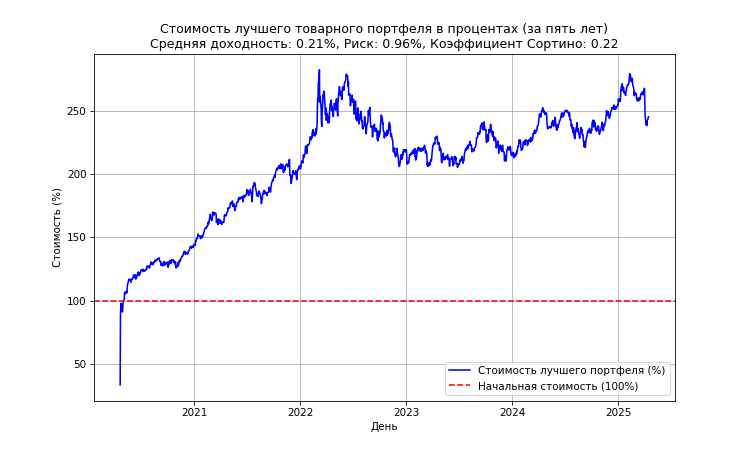 Стоимость лучшего товарного портфеля в процентах (за пять лет)
Средняя доходность: 0.21%, Риск: 0.96%, Коэффициент Сортино: 0.22
Стоимость (%)
250
200
150
100
50
Стоимость лучшего портфеля (%)
Начальная стоимость (100%)
2021
2022
2023
2024
2025
День